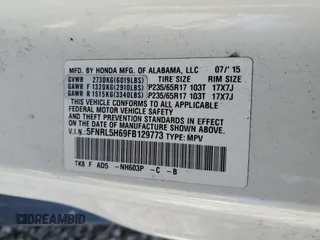 MFD. BY HONDA MFG. OF ALABAMA, LLC 07/'15
GVWR 2730KG(6019LBS) TIRE SIZE RIM SIZE
GAWR F 1320KG(2910LBS) P235/65R17 103T 17X7J
GAWR R 1515KG(3340LBS) P235/65R17 103T 17X7J
THIS VEHICLE CONFORMS TO ALL APPLICABLE
FEDERAL MOTOR VEHICLE SAFETY AND THEFT
PREVENTION STANDARDS IN EFFECT ON THE DATE
OF MANUFACTURE SHOWN ABOVE.
V.I.N.:5FNRL5H69FB129773 TYPE: MPV
TK8 F AD5 -NH603P -C -B
AUTOBIDMASTER